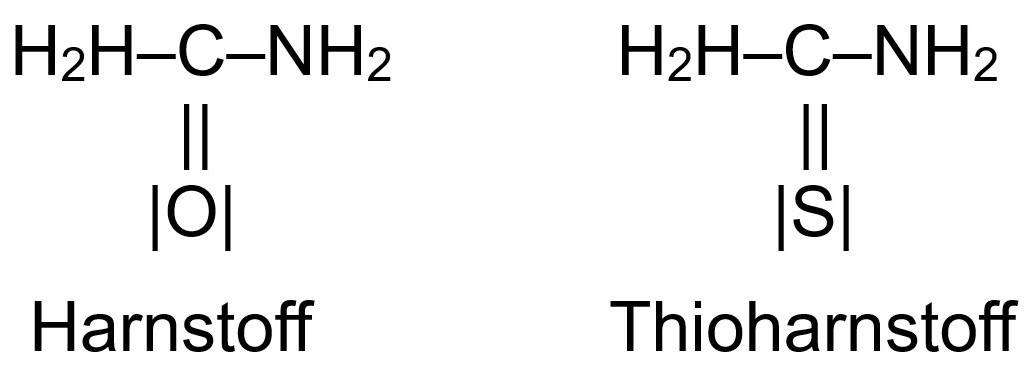 H₂H–C–NH₂ H₂H–C–NH₂
|| ||
|O| |S|
Harnstoff Thioharnstoff